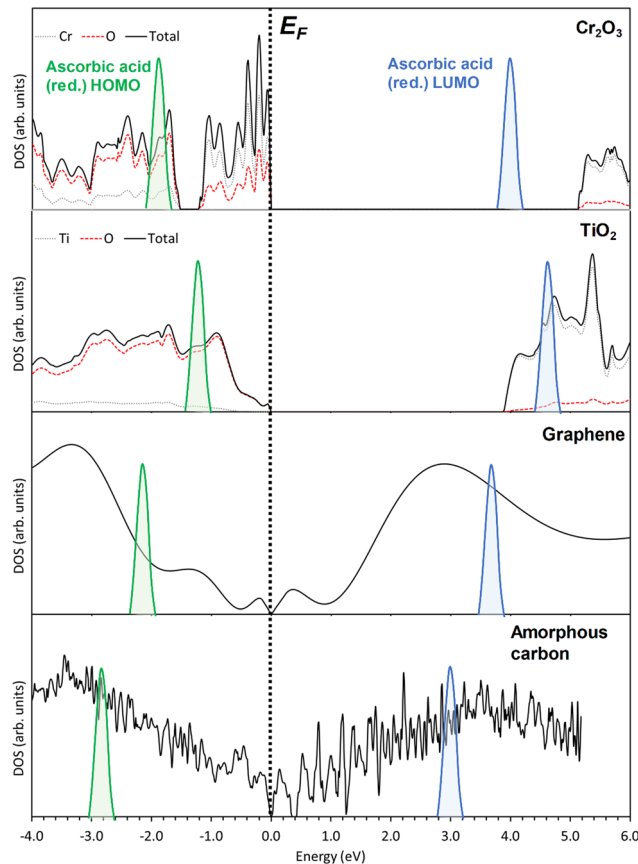 Cr O Total
E_F
Cr₂O₃
Ascorbic acid
(red.) HOMO
Ascorbic acid
(red.) LUMO
DOS (arb. units)
Ti O Total
TiO₂
DOS (arb. units)
Graphene
DOS (arb. units)
Amorphous
carbon
DOS (arb. units)
-4.0 -3.0 -2.0 -1.0 0.0 1.0 2.0 3.0 4.0 5.0 6.0
Energy (eV)